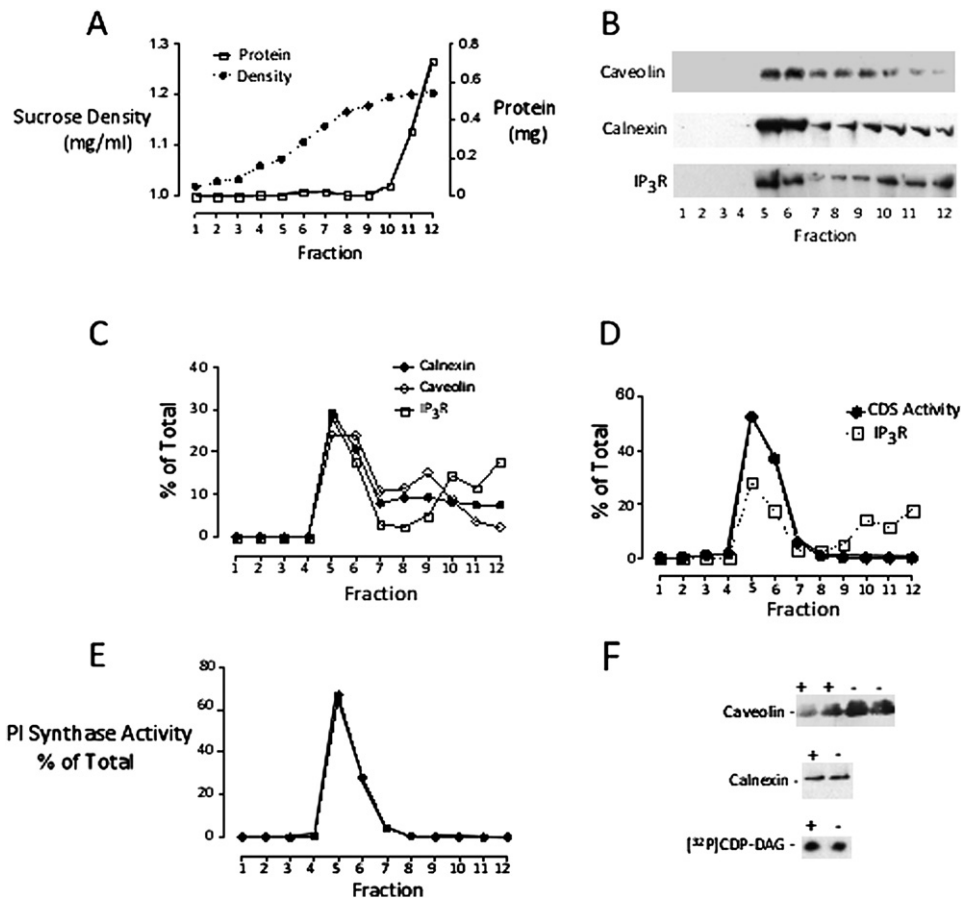 A
1.3
1.2
1.1
1.0
0.8
0.6
0.4
0.2
0
Protein
Density
Sucrose Density
(mg/ml)
Protein
(mg)
1 2 3 4 5 6 7 8 9 10 11 12
Fraction
B
Caveolin
Calnexin
IP3R
1 2 3 4 5 6 7 8 9 10 11 12
Fraction
C
40
30
20
10
0
% of Total
Calnexin
Caveolin
IP3R
1 2 3 4 5 6 7 8 9 10 11 12
Fraction
D
60
40
20
0
% of Total
CDS Activity
IP3R
1 2 3 4 5 6 7 8 9 10 11 12
Fraction
E
80
60
40
20
0
PI Synthase Activity
% of Total
1 2 3 4 5 6 7 8 9 10 11 12
Fraction
F
+ + - -
Caveolin -
+ -
Calnexin -
+ -
[32P]CDP-DAG -